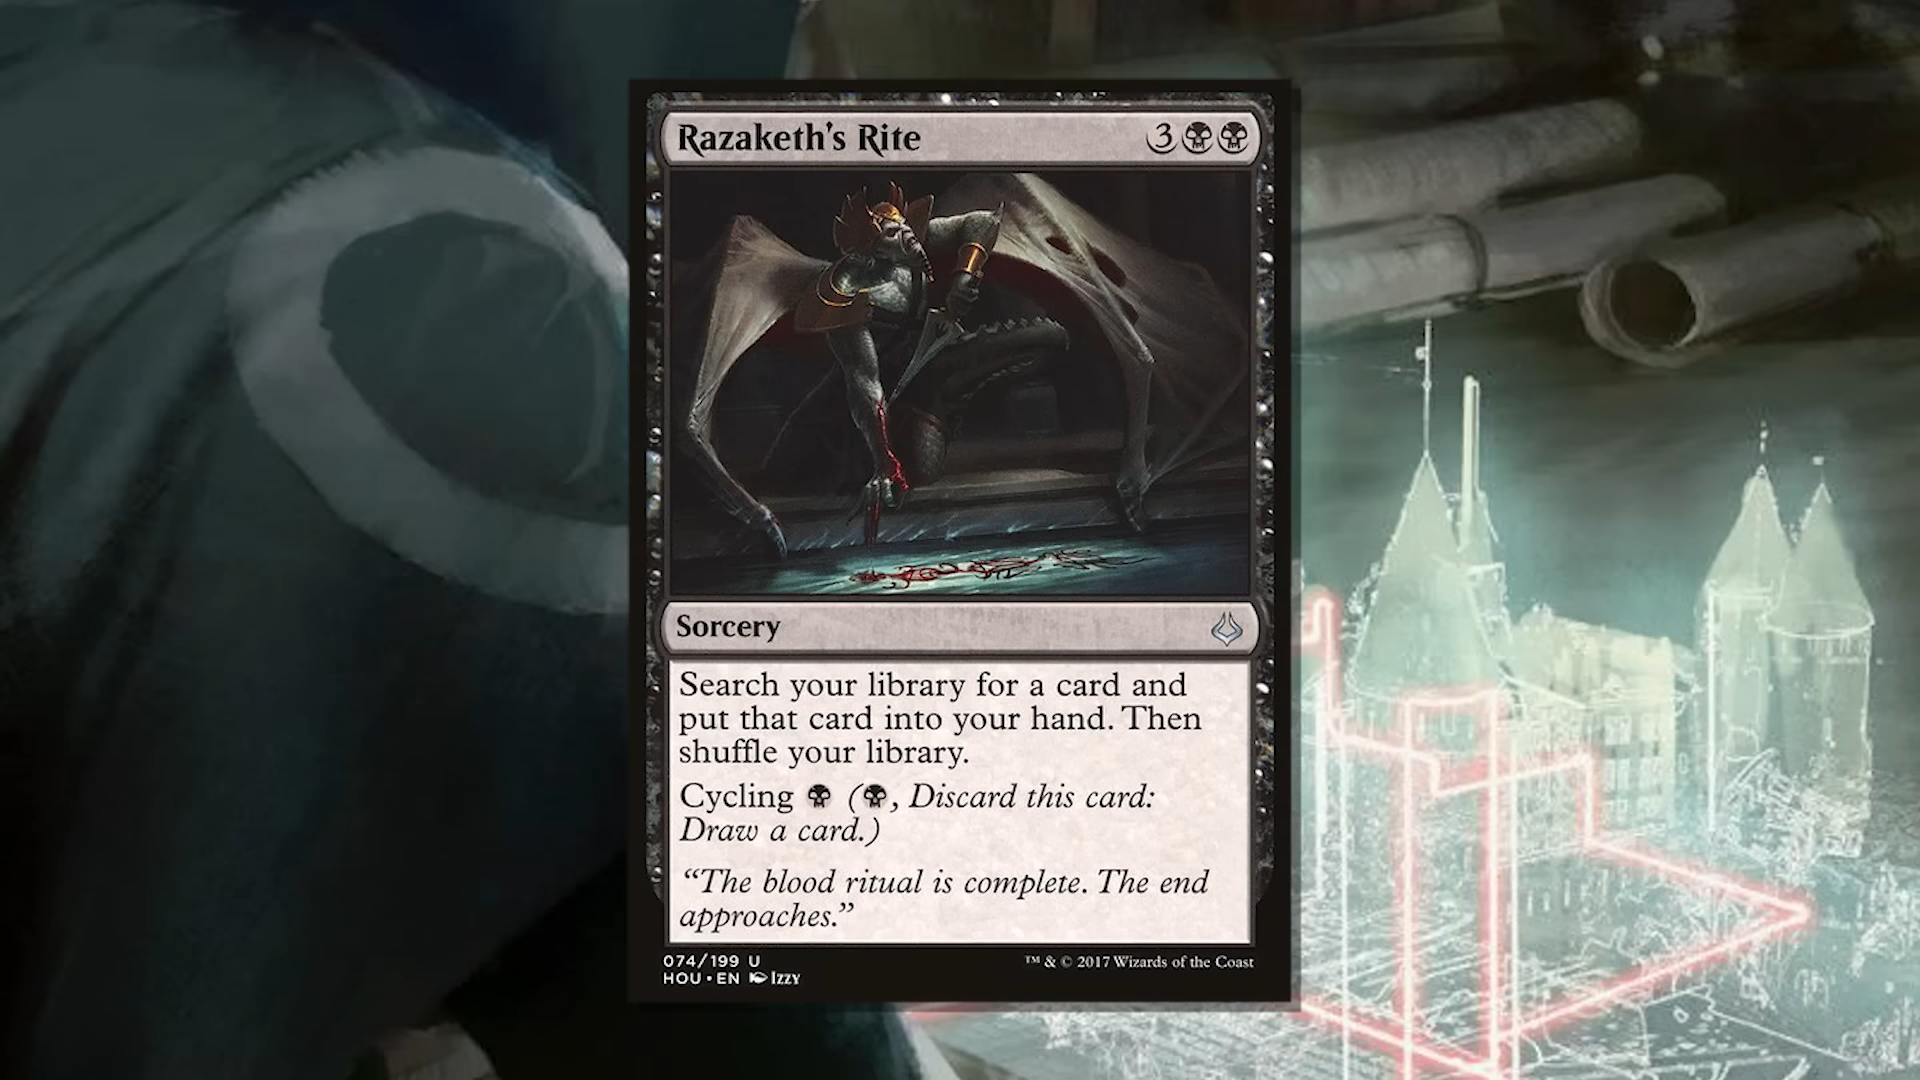 Razaketh's Rite 3
Sorcery
Search your library for a card and
put that card into your hand. Then
shuffle your library.
Cycling (, Discard this card:
Draw a card.)
“The blood ritual is complete. The end
approaches.”
074/199 U
HOU • EN Izzy
™ & © 2017 Wizards of the Coast